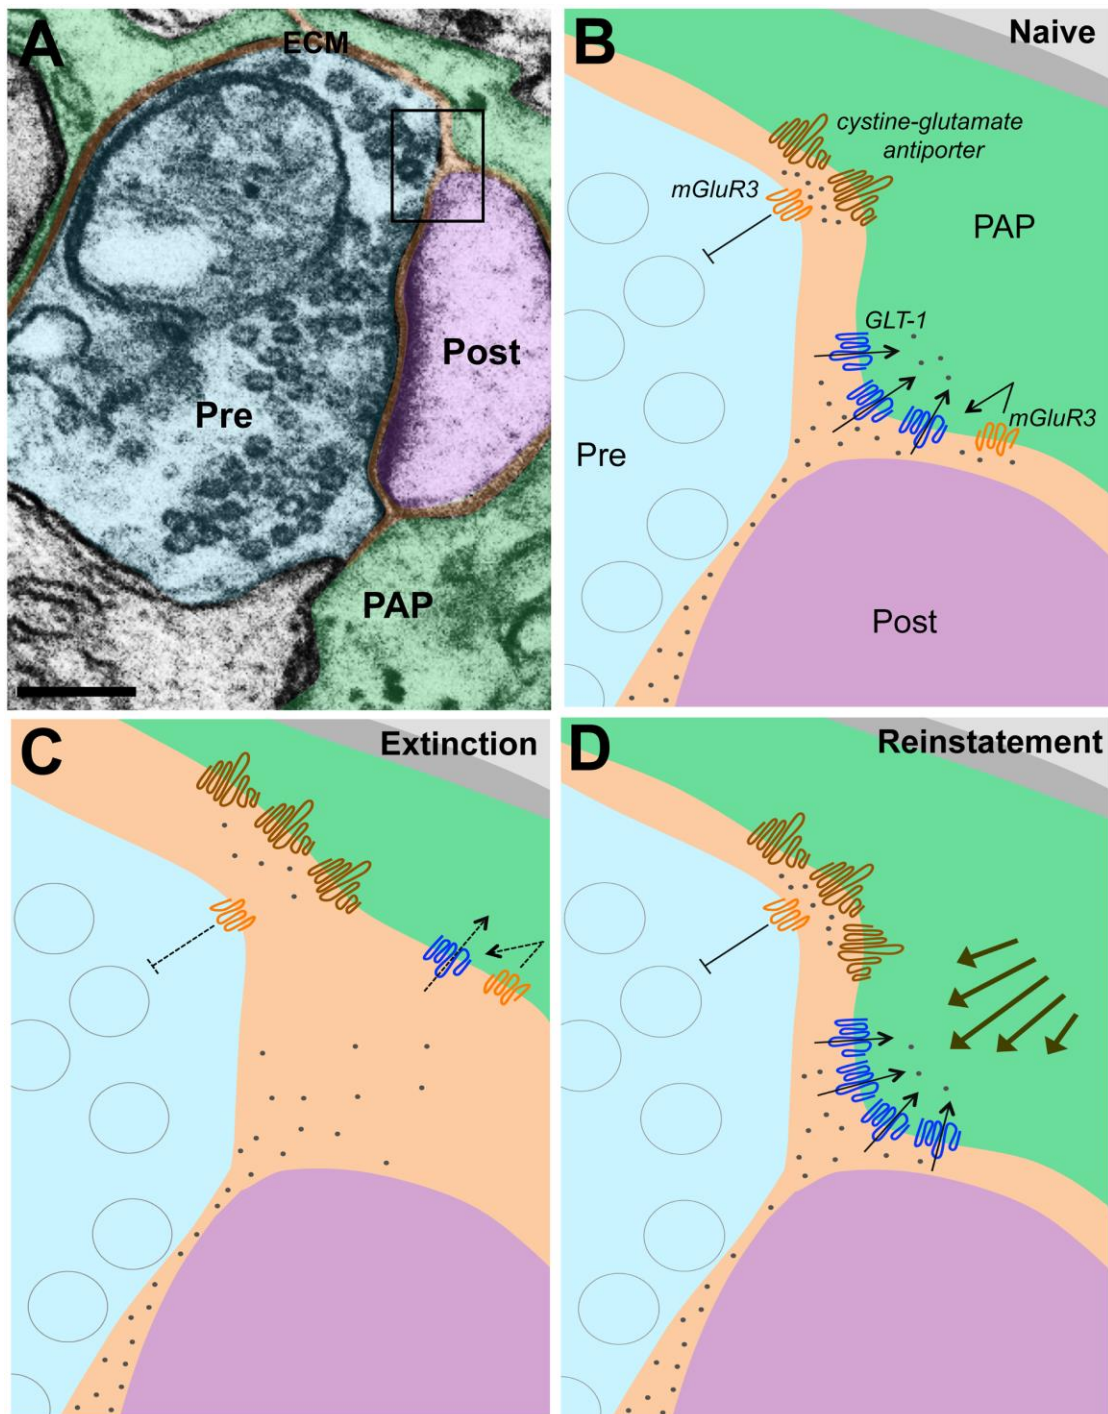 A
ECM
Pre
Post
PAP
B
Naive
cystine-glutamate
antiporter
mGluR3
PAP
GLT-1
mGluR3
Pre
Post
C
Extinction
D
Reinstatement